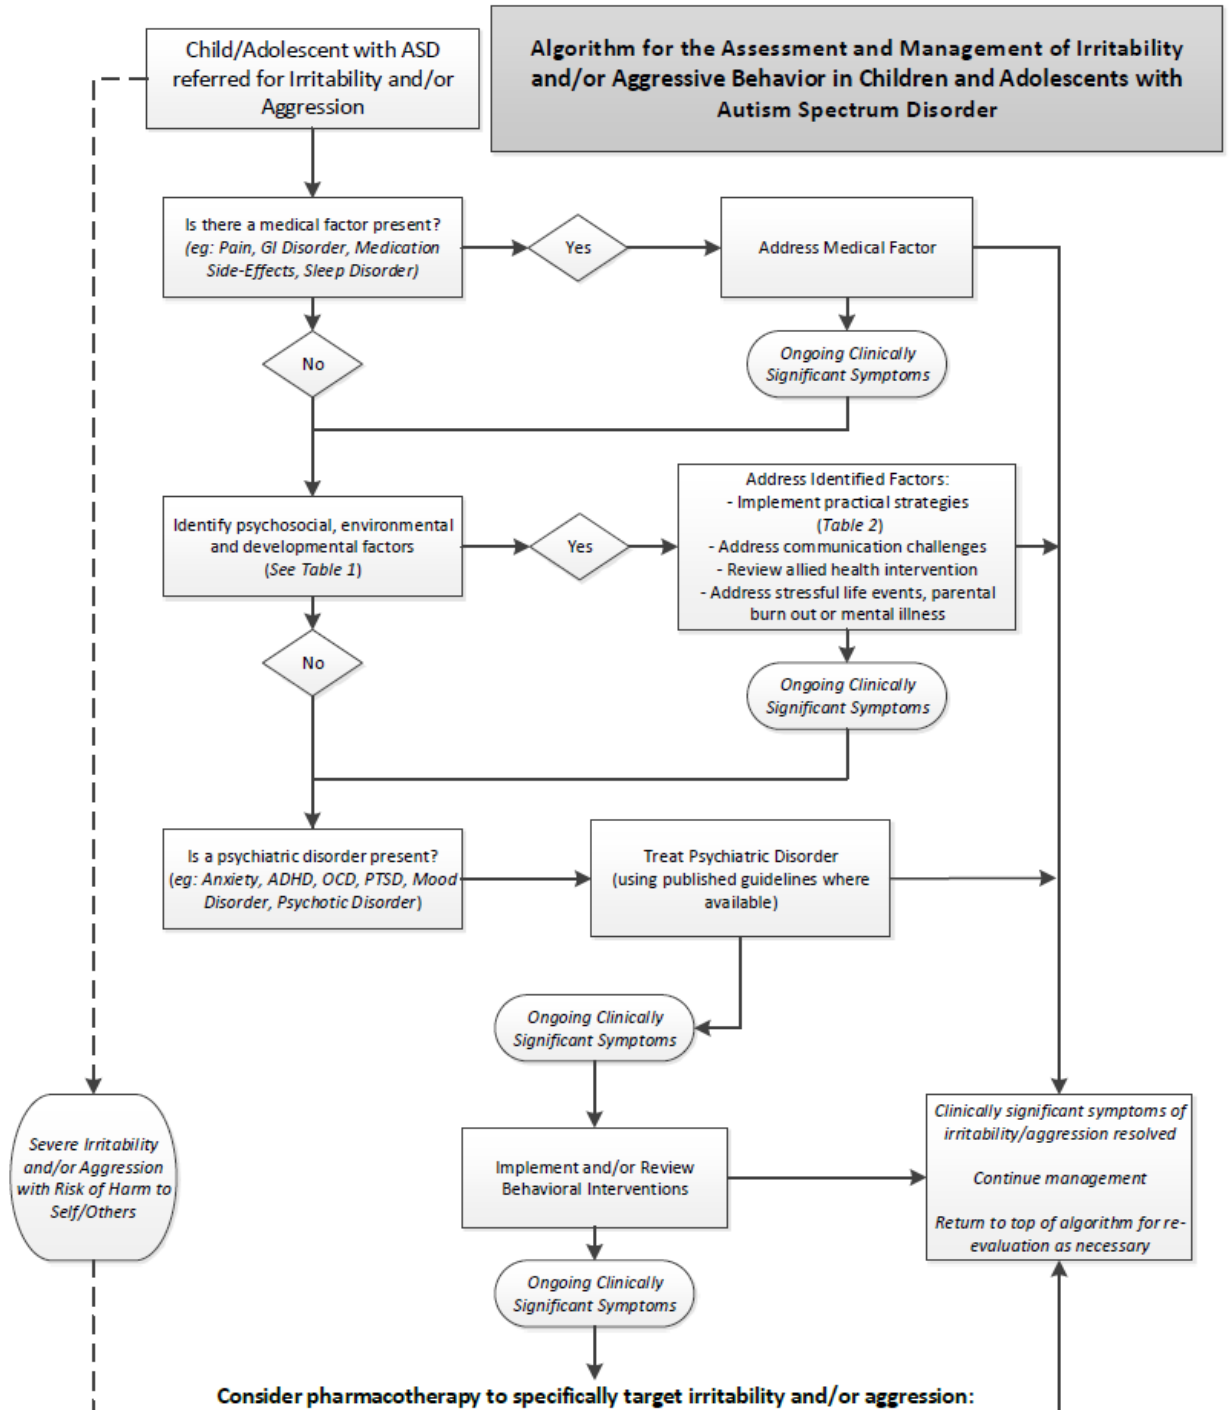 Child/Adolescent with ASD
referred for Irritability and/or
Aggression
Algorithm for the Assessment and Management of Irritability
and/or Aggressive Behavior in Children and Adolescents with
Autism Spectrum Disorder
Is there a medical factor present?
(eg: Pain, GI Disorder, Medication
Side-Effects, Sleep Disorder)
Yes
Address Medical Factor
No
Ongoing Clinically
Significant Symptoms
Identify psychosocial, environmental
and developmental factors
(See Table 1)
Yes
Address Identified Factors:
- Implement practical strategies
(Table 2)
- Address communication challenges
- Review allied health intervention
- Address stressful life events, parental
burn out or mental illness
No
Ongoing Clinically
Significant Symptoms
Is a psychiatric disorder present?
(eg: Anxiety, ADHD, OCD, PTSD, Mood
Disorder, Psychotic Disorder)
Treat Psychiatric Disorder
(using published guidelines where
available)
Ongoing Clinically
Significant Symptoms
Severe Irritability
and/or Aggression
with Risk of Harm to
Self/Others
Implement and/or Review
Behavioral Interventions
Clinically significant symptoms of
irritability/aggression resolved
Continue management
Return to top of algorithm for re-
evaluation as necessary
Ongoing Clinically
Significant Symptoms
Consider pharmacotherapy to specifically target irritability and/or aggression: